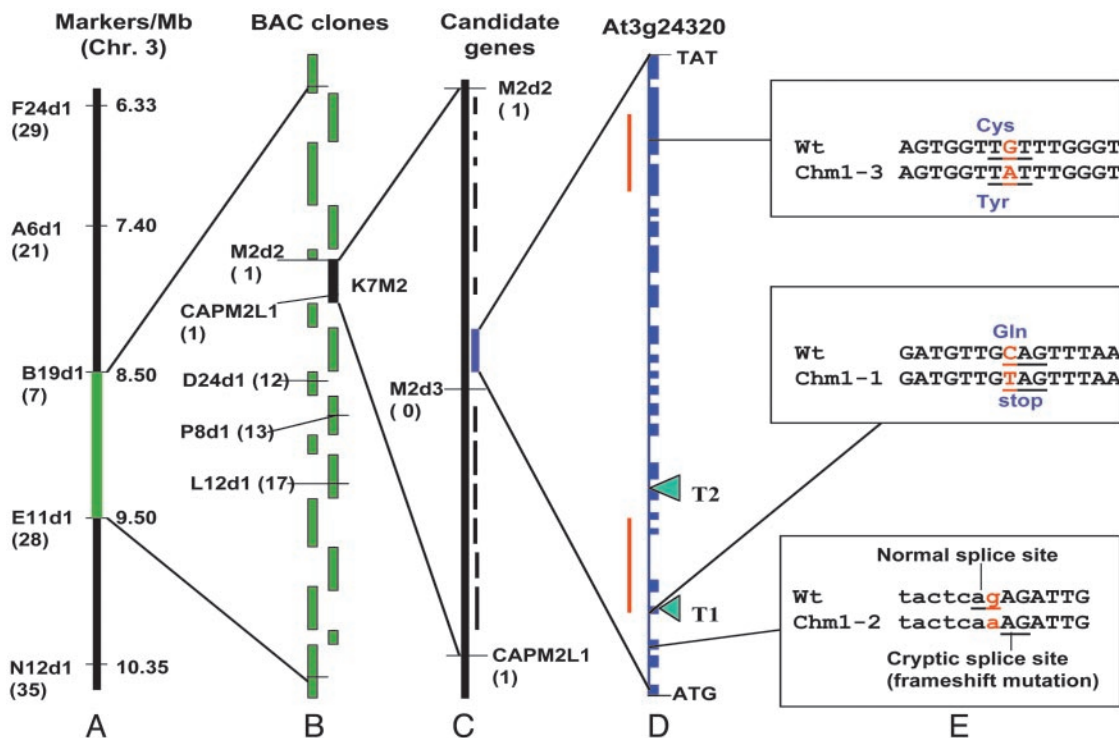 Markers/Mb
(Chr. 3)
F24d1
(29)
6.33
A6d1
(21)
7.40
B19d1
(7)
8.50
E11d1
(28)
9.50
N12d1
(35)
10.35
A
BAC clones
M2d2
( 1)
K7M2
CAPM2L1
(1)
D24d1 (12)
P8d1 (13)
L12d1 (17)
B
Candidate
genes
M2d2
( 1)
M2d3
( 0)
CAPM2L1
(1)
C
At3g24320
TAT
T2
T1
ATG
D
Cys
Wt AGTGGTTGTTTGGGT
Chm1-3 AGTGGTTATTTGGGT
Tyr
Gln
Wt GATGTTGCAGTTTAA
Chm1-1 GATGTTGTAGTTTAA
stop
Normal splice site
Wt tactcagAGATTG
Chm1-2 tactcaaAGATTG
Cryptic splice site
(frameshift mutation)
E